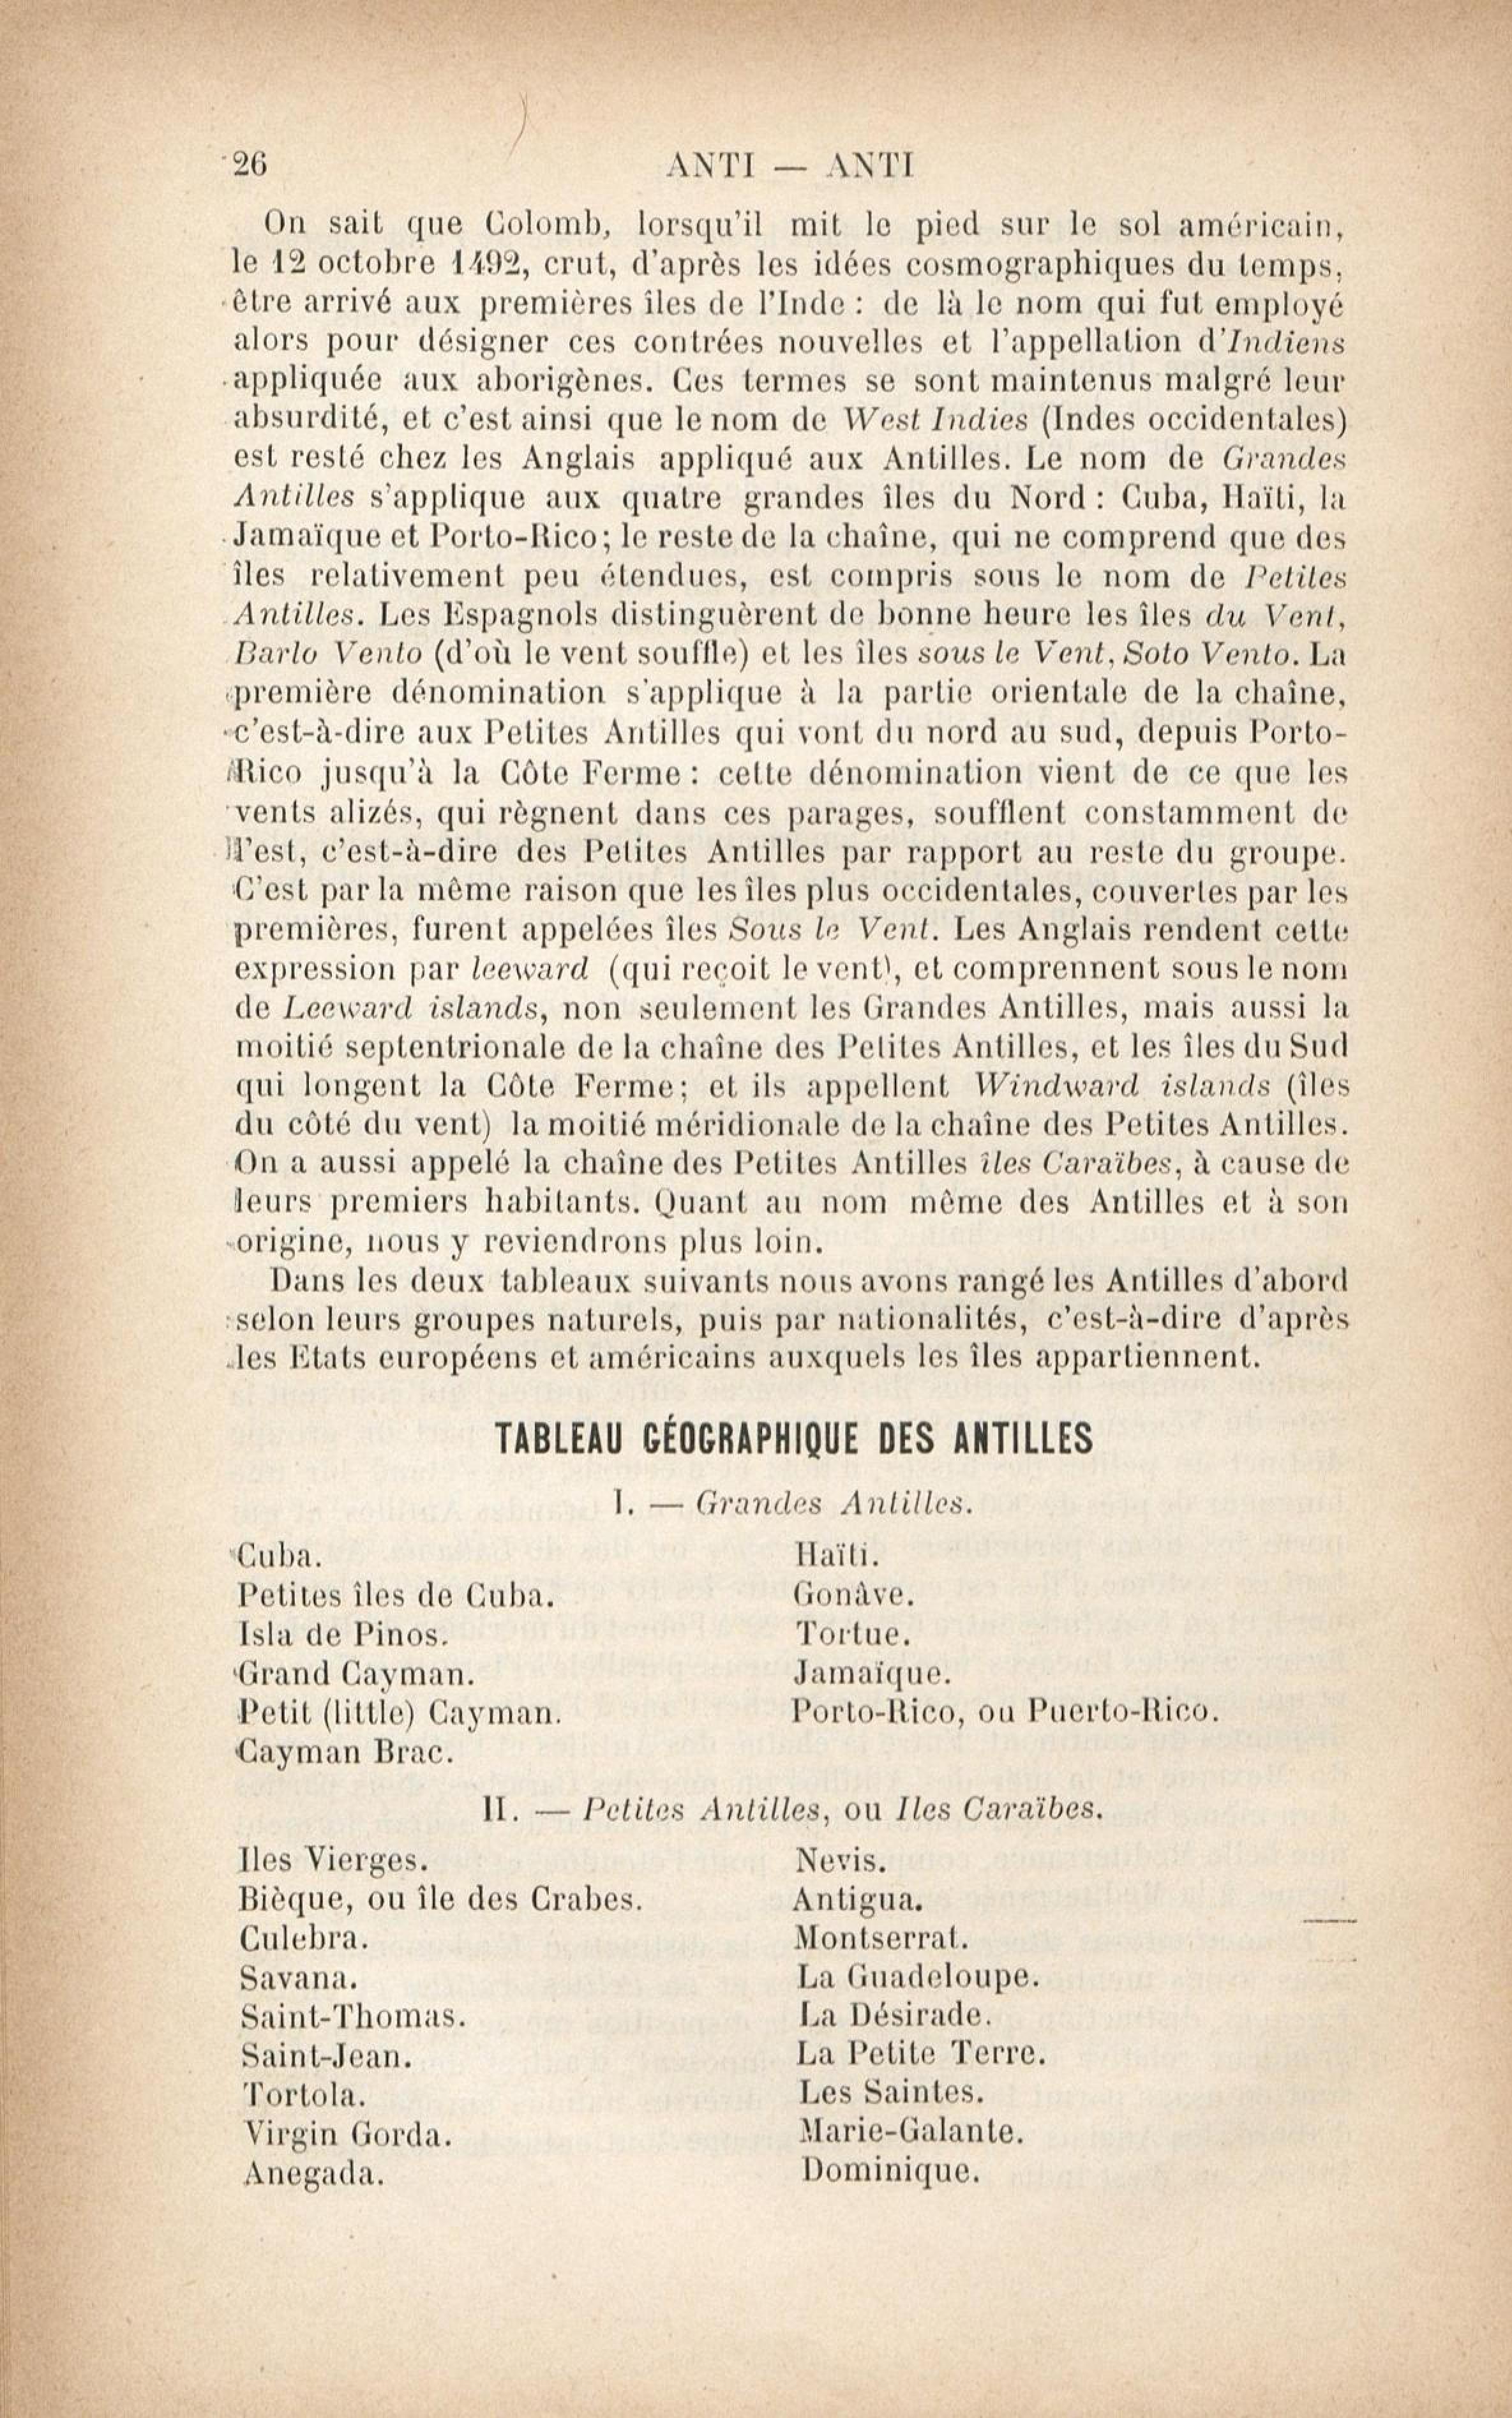 26
ANTI — ANTI
On sait que Colomb, lorsqu'il mit le pied sur le sol américain,
le 12 octobre 1492, crut, d'après les idées cosmographiques du temps,
être arrivé aux premières îles de l'Inde : de là le nom qui fut employé
alors pour désigner ces contrées nouvelles et l'appellation d'Indiens
appliquée aux aborigènes. Ces termes se sont maintenus malgré leur
absurdité, et c'est ainsi que le nom de West Indies (Indes occidentales)
est resté chez les Anglais appliqué aux Antilles. Le nom de Grandes
Antilles s'applique aux quatre grandes îles du Nord : Cuba, Haïti, la
Jamaïque et Porto-Rico; le reste de la chaîne, qui ne comprend que des
îles relativement peu étendues, est compris sous le nom de Petites
Antilles. Les Espagnols distinguèrent de bonne heure les îles du Vent,
Barlo Vento (d'où le vent souffle) et les îles sous le Vent, Soto Vento. La
première dénomination s'applique à la partie orientale de la chaîne,
c'est-à-dire aux Petites Antilles qui vont du nord au sud, depuis Porto-
Rico jusqu'à la Côte Ferme : cette dénomination vient de ce que les
vents alizés, qui règnent dans ces parages, soufflent constamment de
l'est, c'est-à-dire des Petites Antilles par rapport au reste du groupe.
C'est par la même raison que les îles plus occidentales, couvertes par les
premières, furent appelées îles Sous le Vent. Les Anglais rendent cette
expression par leeward (qui reçoit le vent), et comprennent sous le nom
de Leeward islands, non seulement les Grandes Antilles, mais aussi la
moitié septentrionale de la chaîne des Petites Antilles, et les îles du Sud
qui longent la Côte Ferme; et ils appellent Windward islands (îles
du côté du vent) la moitié méridionale de la chaîne des Petites Antilles.
On a aussi appelé la chaîne des Petites Antilles îles Caraïbes, à cause de
leurs premiers habitants. Quant au nom même des Antilles et à son
origine, nous y reviendrons plus loin.
Dans les deux tableaux suivants nous avons rangé les Antilles d'abord
selon leurs groupes naturels, puis par nationalités, c'est-à-dire d'après
les Etats européens et américains auxquels les îles appartiennent.
TABLEAU GÉOGRAPHIQUE DES ANTILLES
I. — Grandes Antilles.
Cuba.
Petites îles de Cuba.
Isla de Pinos.
Grand Cayman.
Petit (little) Cayman.
Cayman Brac.
Haïti.
Gonâve.
Tortue.
Jamaïque.
Porto-Rico, ou Puerto-Rico.
II. — Petites Antilles, ou Iles Caraïbes.
Iles Vierges.
Bièque, ou île des Crabes.
Culebra.
Savana.
Saint-Thomas.
Saint-Jean.
Tortola.
Virgin Gorda.
Anegada.
Nevis.
Antigua.
Montserrat.
La Guadeloupe.
La Désirade.
La Petite Terre.
Les Saintes.
Marie-Galante.
Dominique.